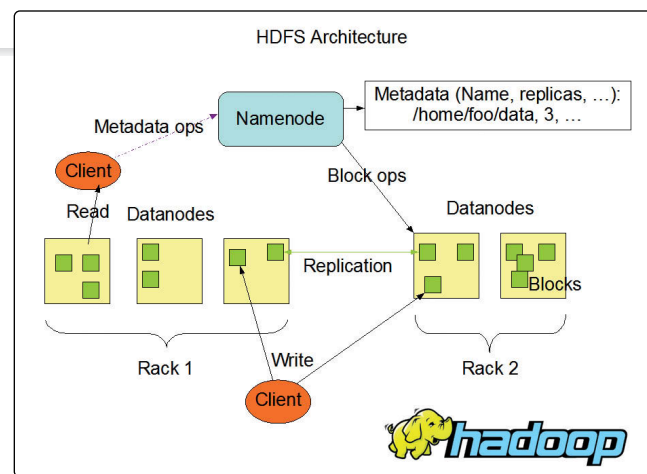 HDFS Architecture
Metadata (Name, replicas, …):
/home/foo/data, 3, …
Namenode
Metadata ops
Client
Block ops
Read
Datanodes
Datanodes
Replication
Blocks
Rack 1
Write
Rack 2
Client
hadoop